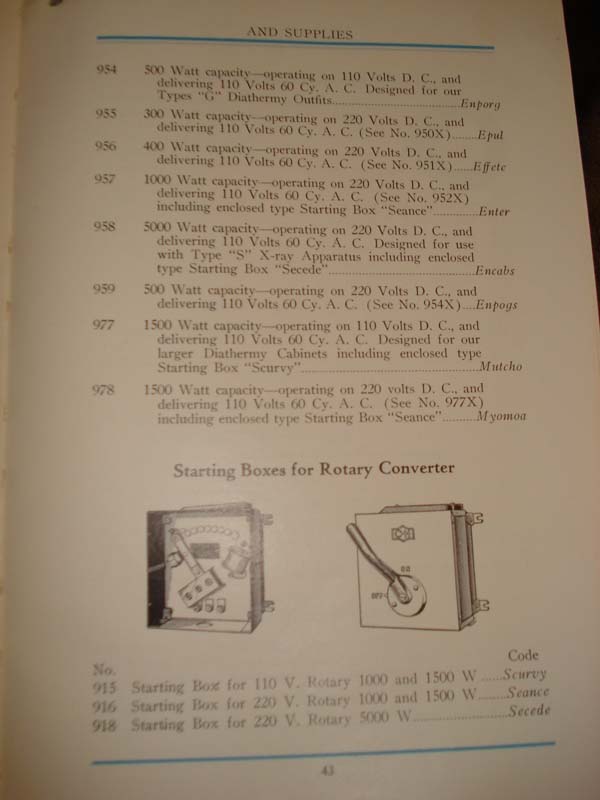 AND SUPPLIES
954 500 Watt capacity—operating on 110 Volts D. C., and
delivering 110 Volts 60 Cy. A. C. Designed for our
Types "G" Diathermy Outfits..............................Enporg
955 300 Watt capacity—operating on 220 Volts D. C., and
delivering 110 Volts 60 Cy. A. C. (See No. 950X).......Epul
956 400 Watt capacity—operating on 220 Volts D. C., and
delivering 110 Volts 60 Cy. A. C. (See No. 951X).....Effete
957 1000 Watt capacity—operating on 220 Volts D. C., and
delivering 110 Volts 60 Cy. A. C. (See No. 952X)
including enclosed type Starting Box "Seance".............Enter
958 5000 Watt capacity—operating on 220 Volts D. C., and
delivering 110 Volts 60 Cy. A. C. Designed for use
with Type "S" X-ray Apparatus including enclosed
type Starting Box "Secede"....................................Encabs
959 500 Watt capacity—operating on 220 Volts D. C., and
delivering 110 Volts 60 Cy. A. C. (See No. 954X)....Enpogs
977 1500 Watt capacity—operating on 110 Volts D. C., and
delivering 110 Volts 60 Cy. A. C. Designed for our
larger Diathermy Cabinets including enclosed type
Starting Box "Scurvy"............................................Mutcho
978 1500 Watt capacity—operating on 220 volts D. C., and
delivering 110 Volts 60 Cy. A. C. (See No. 977X)
including enclosed type Starting Box "Seance"..........Myomoa
Starting Boxes for Rotary Converter
ON
OFF
No. Code
915 Starting Box for 110 V. Rotary 1000 and 1500 W ......Scurvy
916 Starting Box for 220 V. Rotary 1000 and 1500 W.......Seance
918 Starting Box for 220 V. Rotary 5000 W.......................Secede
43